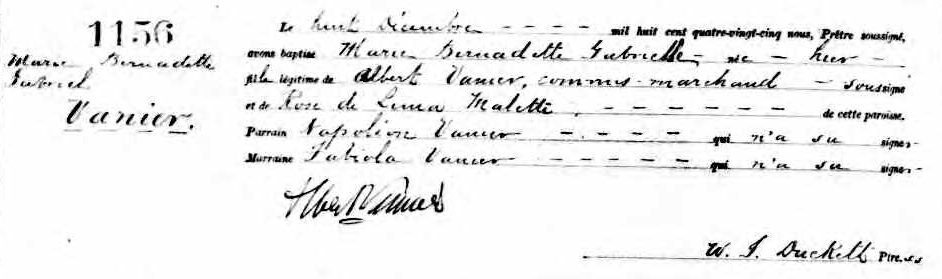 1156
Marie Bernadette
Gabriel
Vanier.
Le huit Décembre - - - - mil huit cent quatre-vingt-cinq nous, Prêtre soussigné,
avons baptisé Marie Bernadette Gabrielle née - hier -
fille légitime de Albert Vanier, commis-marchand - soussigné
et de Rose de Lima Malette, - - - - - - de cette paroisse.
Parrain Napoléon Vanier - - - - qui n'a su signer -
Marraine Fabiola Vanier - - - - qui n'a su signer -
Albert Vanier
W. J. Duckett Ptre. ss